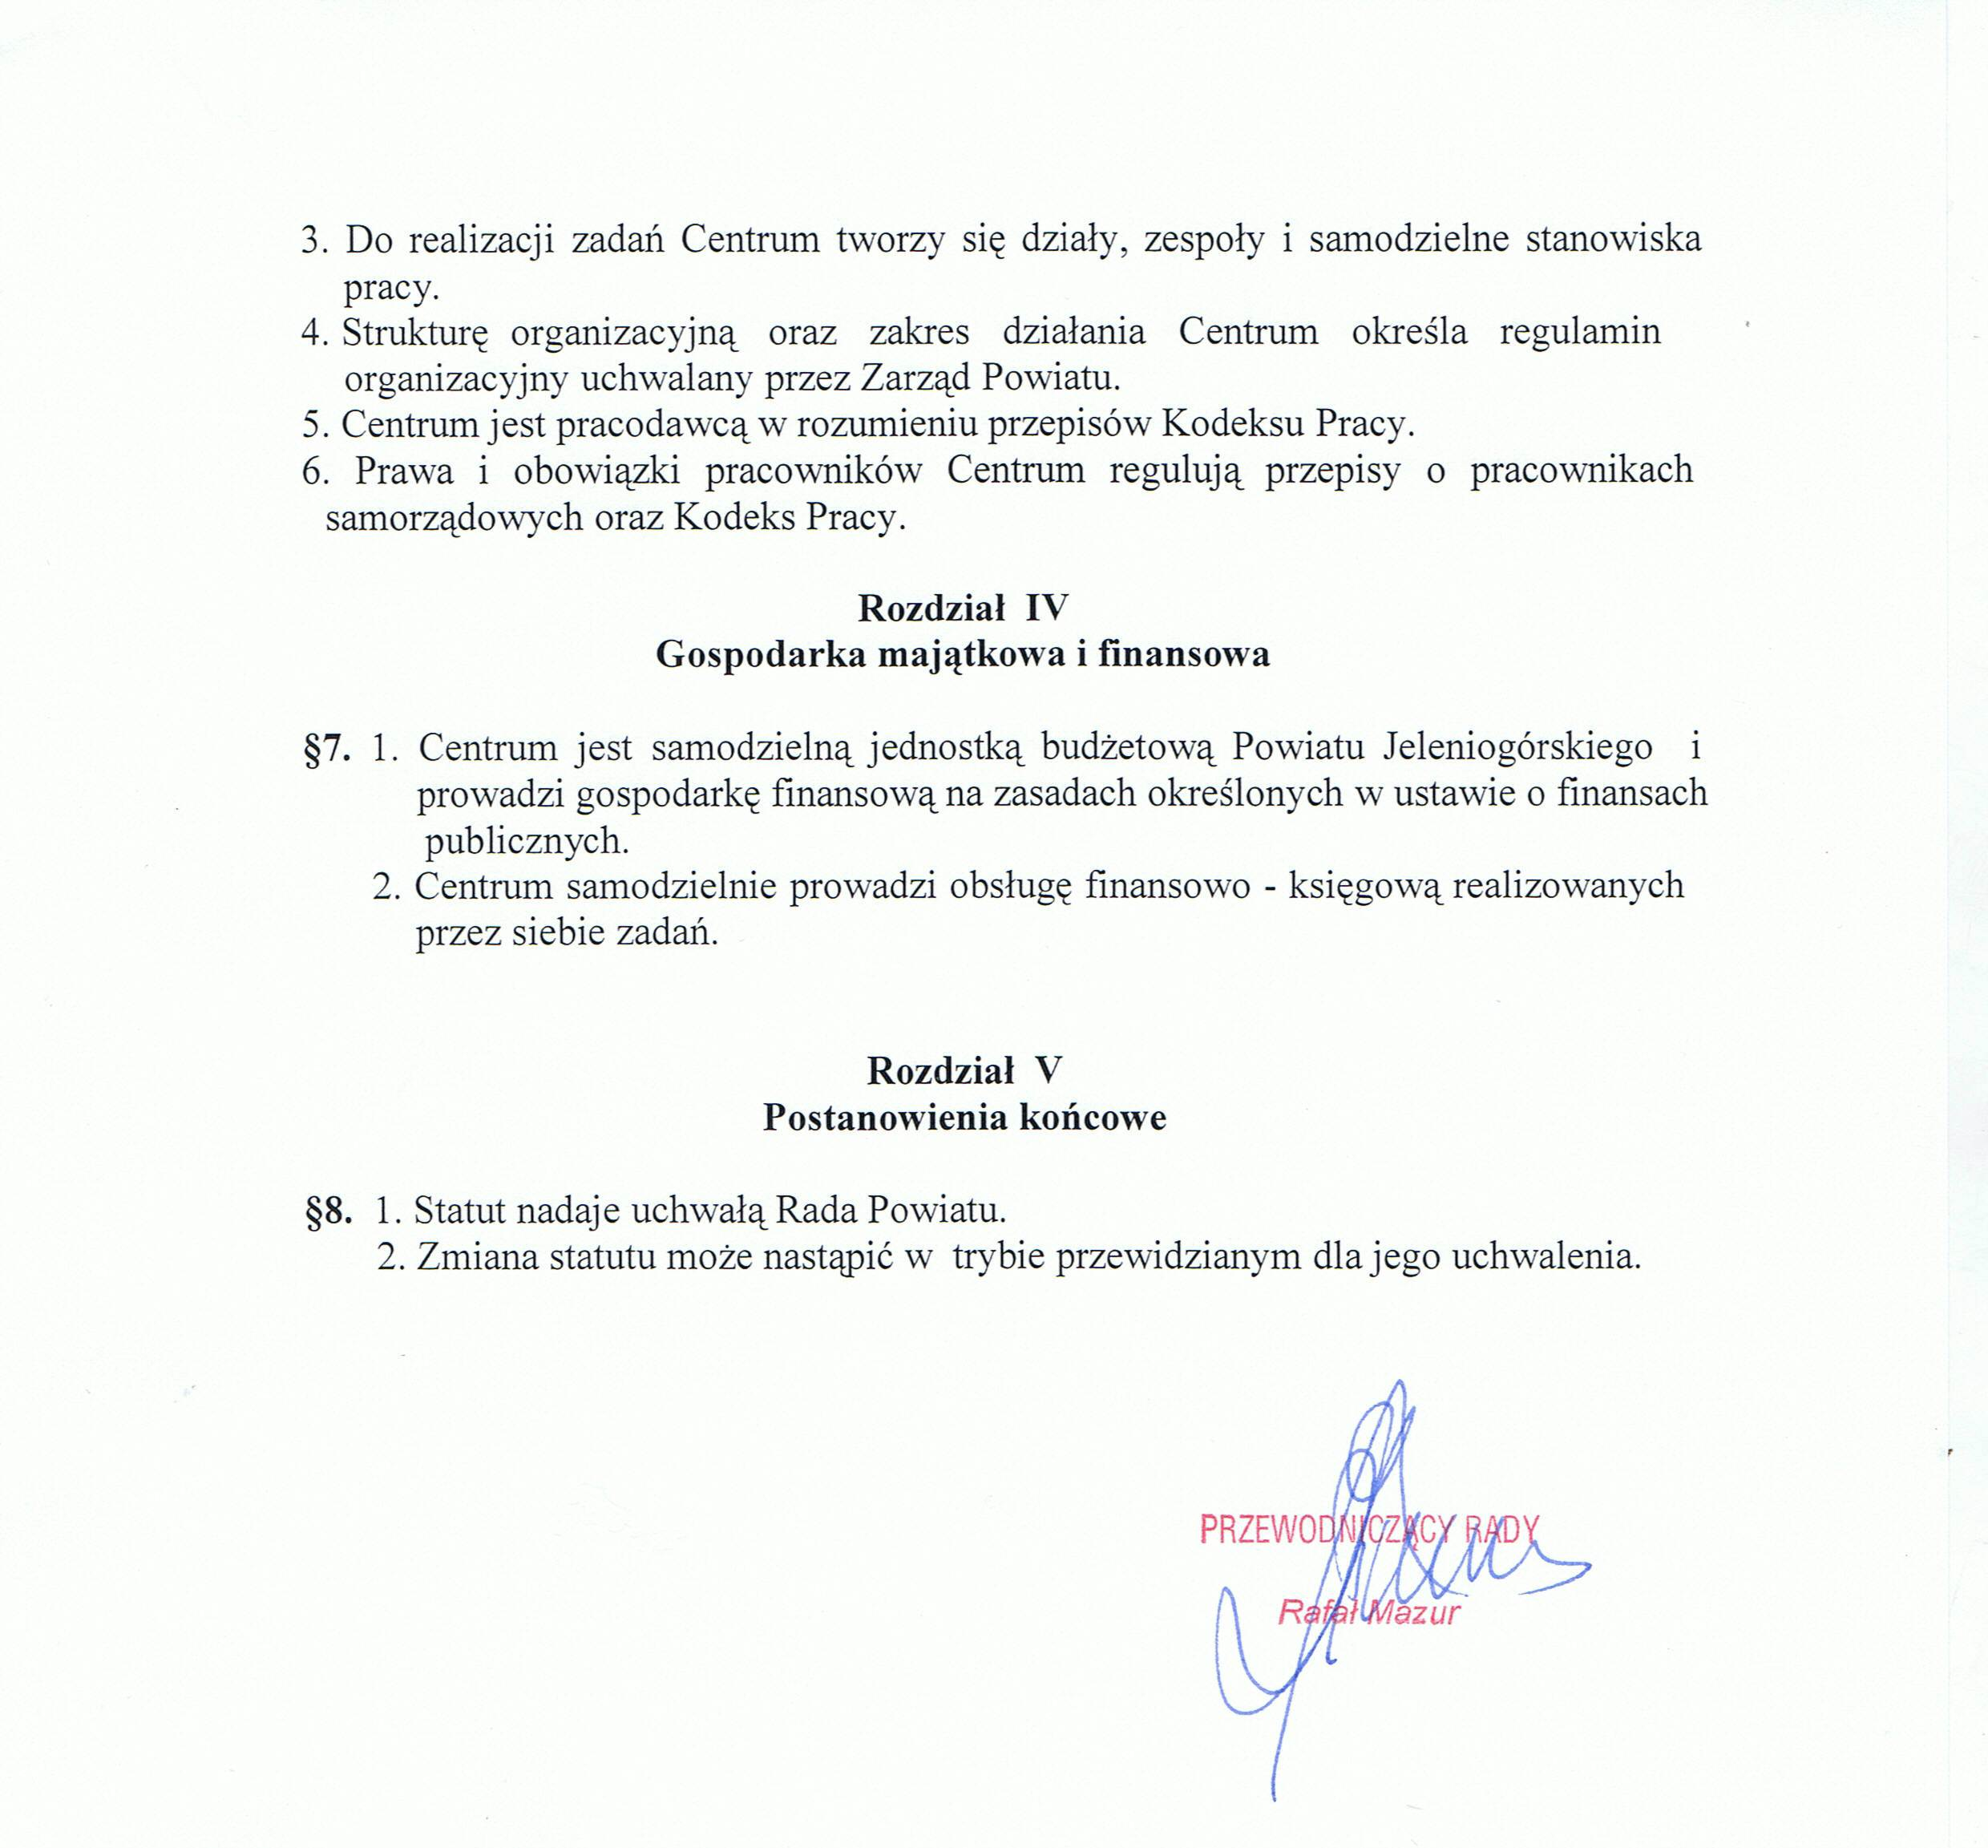 3. Do realizacji zadań Centrum tworzy się działy, zespoły i samodzielne stanowiska
pracy.
4. Strukturę organizacyjną oraz zakres działania Centrum określa regulamin
organizacyjny uchwalany przez Zarząd Powiatu.
5. Centrum jest pracodawcą w rozumieniu przepisów Kodeksu Pracy.
6. Prawa i obowiązki pracowników Centrum regulują przepisy o pracownikach
samorządowych oraz Kodeks Pracy.
Rozdział IV
Gospodarka majątkowa i finansowa
§7. 1. Centrum jest samodzielną jednostką budżetową Powiatu Jeleniogórskiego i
prowadzi gospodarkę finansową na zasadach określonych w ustawie o finansach
publicznych.
2. Centrum samodzielnie prowadzi obsługę finansowo - księgową realizowanych
przez siebie zadań.
Rozdział V
Postanowienia końcowe
§8. 1. Statut nadaje uchwałą Rada Powiatu.
2. Zmiana statutu może nastąpić w trybie przewidzianym dla jego uchwalenia.
PRZEWODNICZĄCY RADY
Rafał Mazur